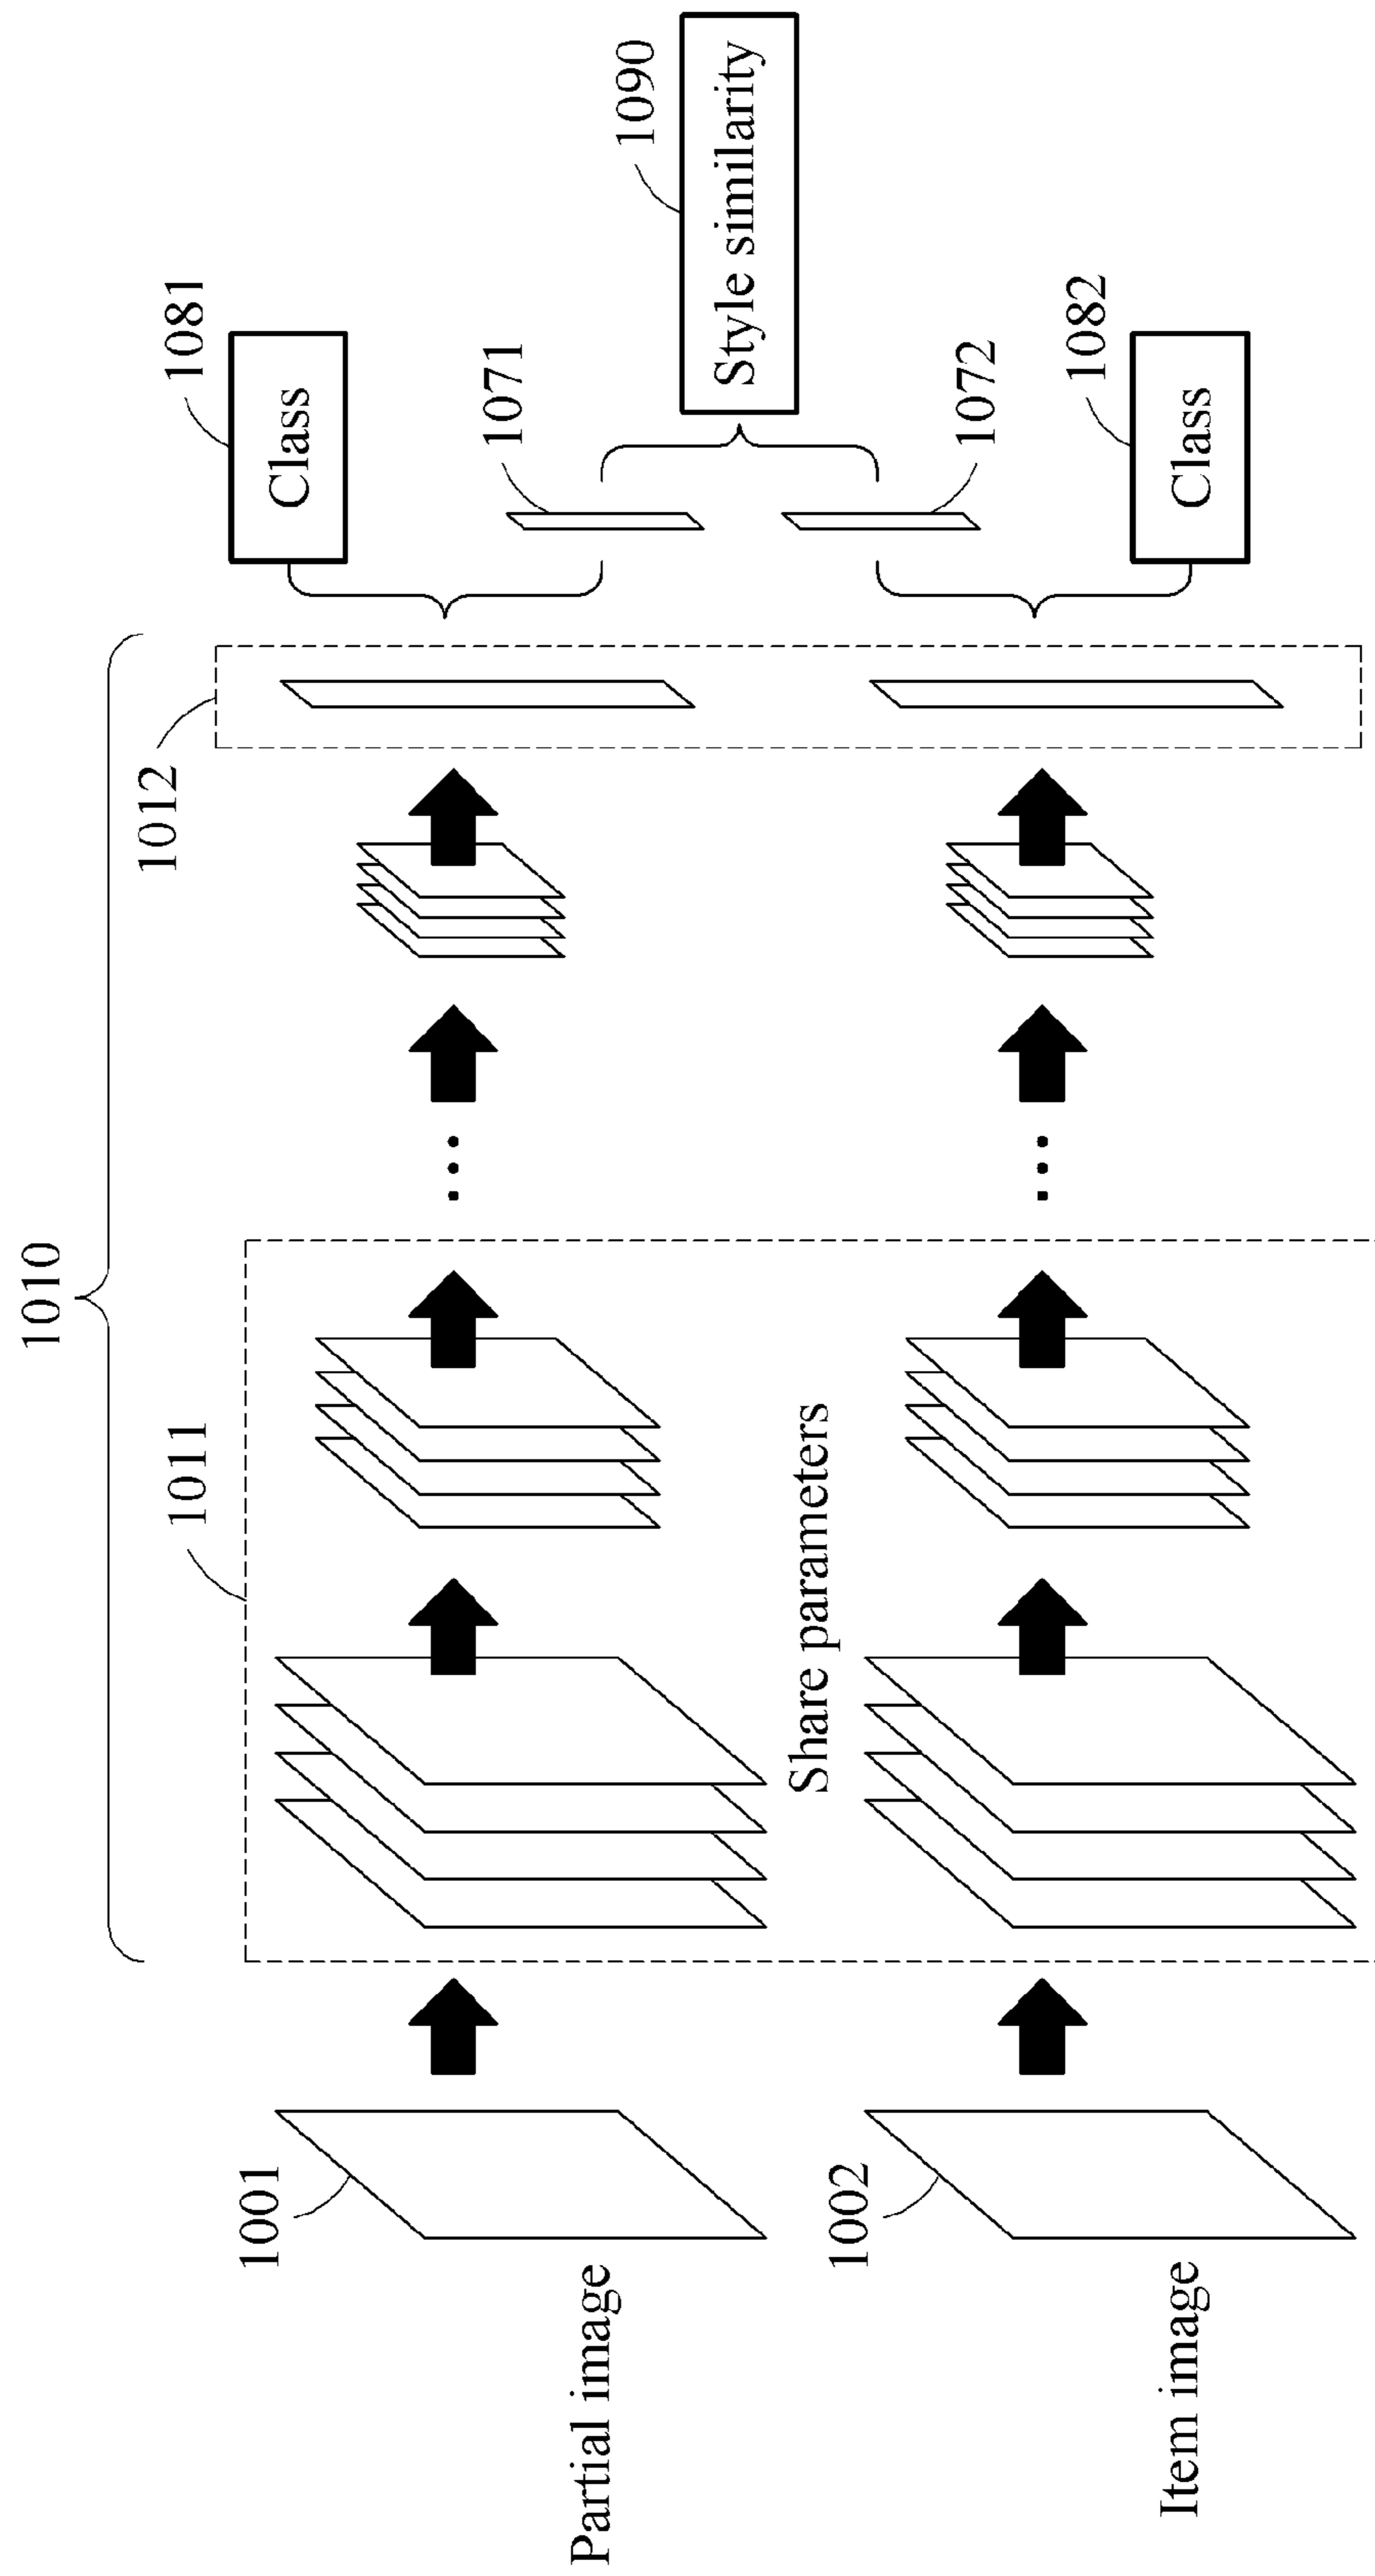 1010
1011
1012
1081
Class
1090
Style similarity
1071
1072
1082
Class
Share parameters
1001
Partial image
1002
Item image